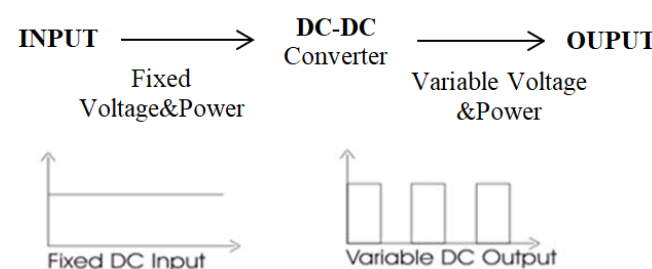 INPUT
DC-DC
Converter
OUPUT
Fixed
Voltage&Power
Variable Voltage
&Power
Fixed DC Input
Variable DC Output